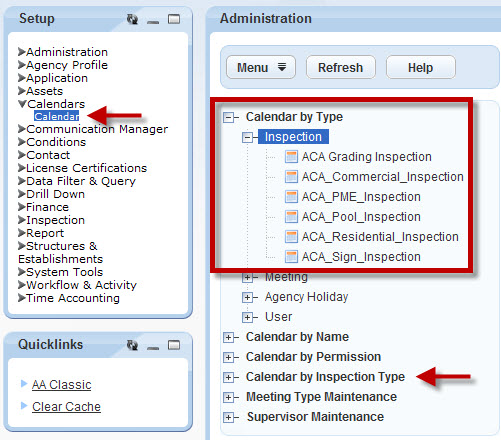 Setup
Administration
Agency Profile
Application
Assets
Calendars
Calendar
Communication Manager
Conditions
Contact
License Certifications
Data Filter & Query
Drill Down
Finance
Inspection
Report
Structures &
Establishments
System Tools
Workflow & Activity
Time Accounting
Quicklinks
AA Classic
Clear Cache
Administration
Menu
Refresh
Help
Calendar by Type
Inspection
ACA Grading Inspection
ACA_Commercial_Inspection
ACA_PME_Inspection
ACA_Pool_Inspection
ACA_Residential_Inspection
ACA_Sign_Inspection
Meeting
Agency Holiday
User
Calendar by Name
Calendar by Permission
Calendar by Inspection Type
Meeting Type Maintenance
Supervisor Maintenance